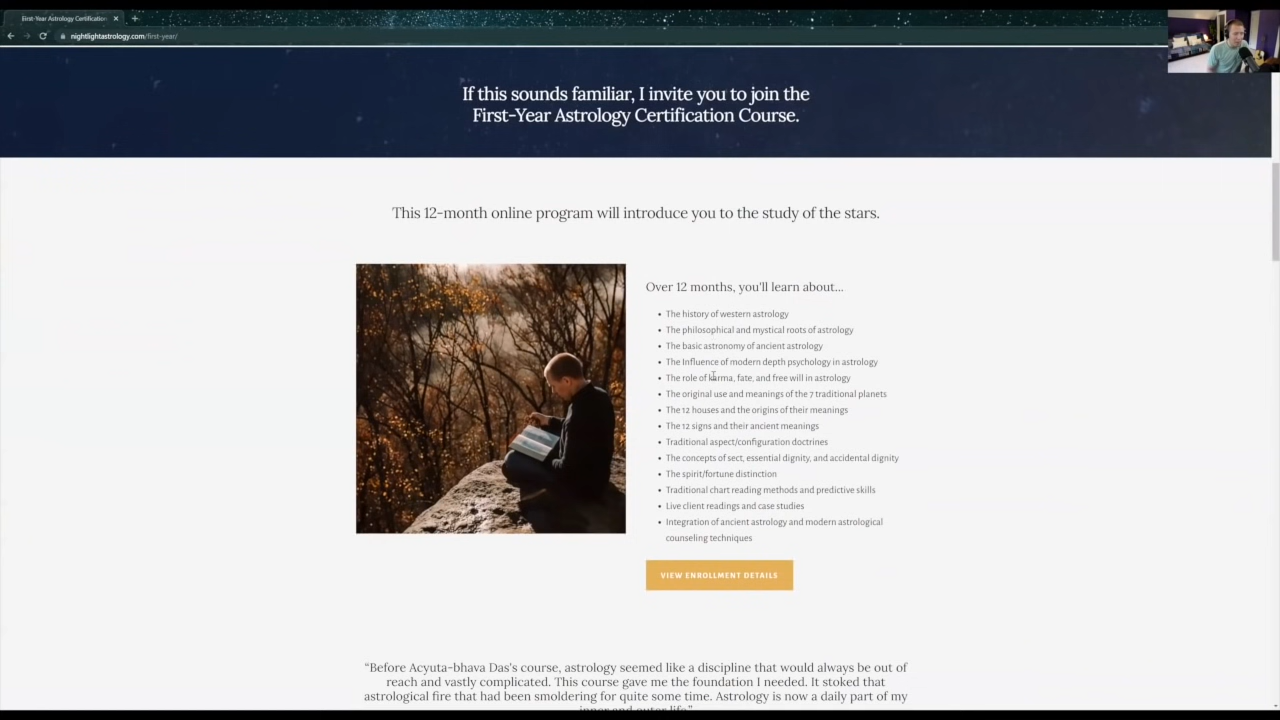 First-Year Astrology Certification
nightlightastrology.com/first-year/
If this sounds familiar, I invite you to join the
First-Year Astrology Certification Course.
This 12-month online program will introduce you to the study of the stars.
Over 12 months, you'll learn about...
• The history of western astrology
• The philosophical and mystical roots of astrology
• The basic astronomy of ancient astrology
• The Influence of modern depth psychology in astrology
• The role of karma, fate, and free will in astrology
• The original use and meanings of the 7 traditional planets
• The 12 houses and the origins of their meanings
• The 12 signs and their ancient meanings
• Traditional aspect/configuration doctrines
• The concepts of sect, essential dignity, and accidental dignity
• The spirit/fortune distinction
• Traditional chart reading methods and predictive skills
• Live client readings and case studies
• Integration of ancient astrology and modern astrological
counseling techniques
VIEW ENROLLMENT DETAILS
“Before Acyuta-bhava Das's course, astrology seemed like a discipline that would always be out of
reach and vastly complicated. This course gave me the foundation I needed. It stoked that
astrological fire that had been smoldering for quite some time. Astrology is now a daily part of my
inner and outer life.”